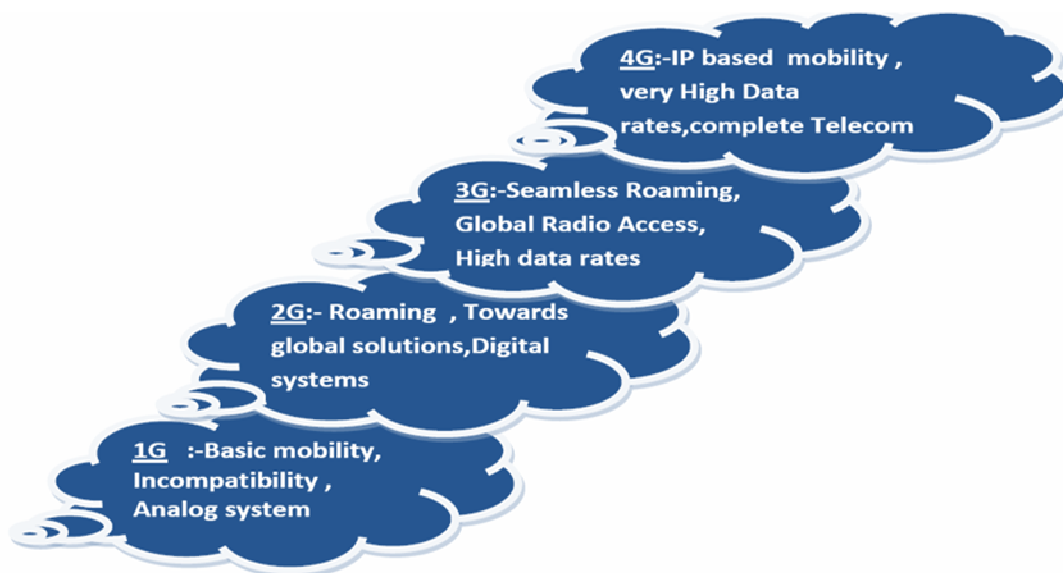 4G:-IP based mobility ,
very High Data
rates,complete Telecom
3G:-Seamless Roaming,
Global Radio Access,
High data rates
2G:- Roaming , Towards
global solutions,Digital
systems
1G :-Basic mobility,
Incompatibility ,
Analog system